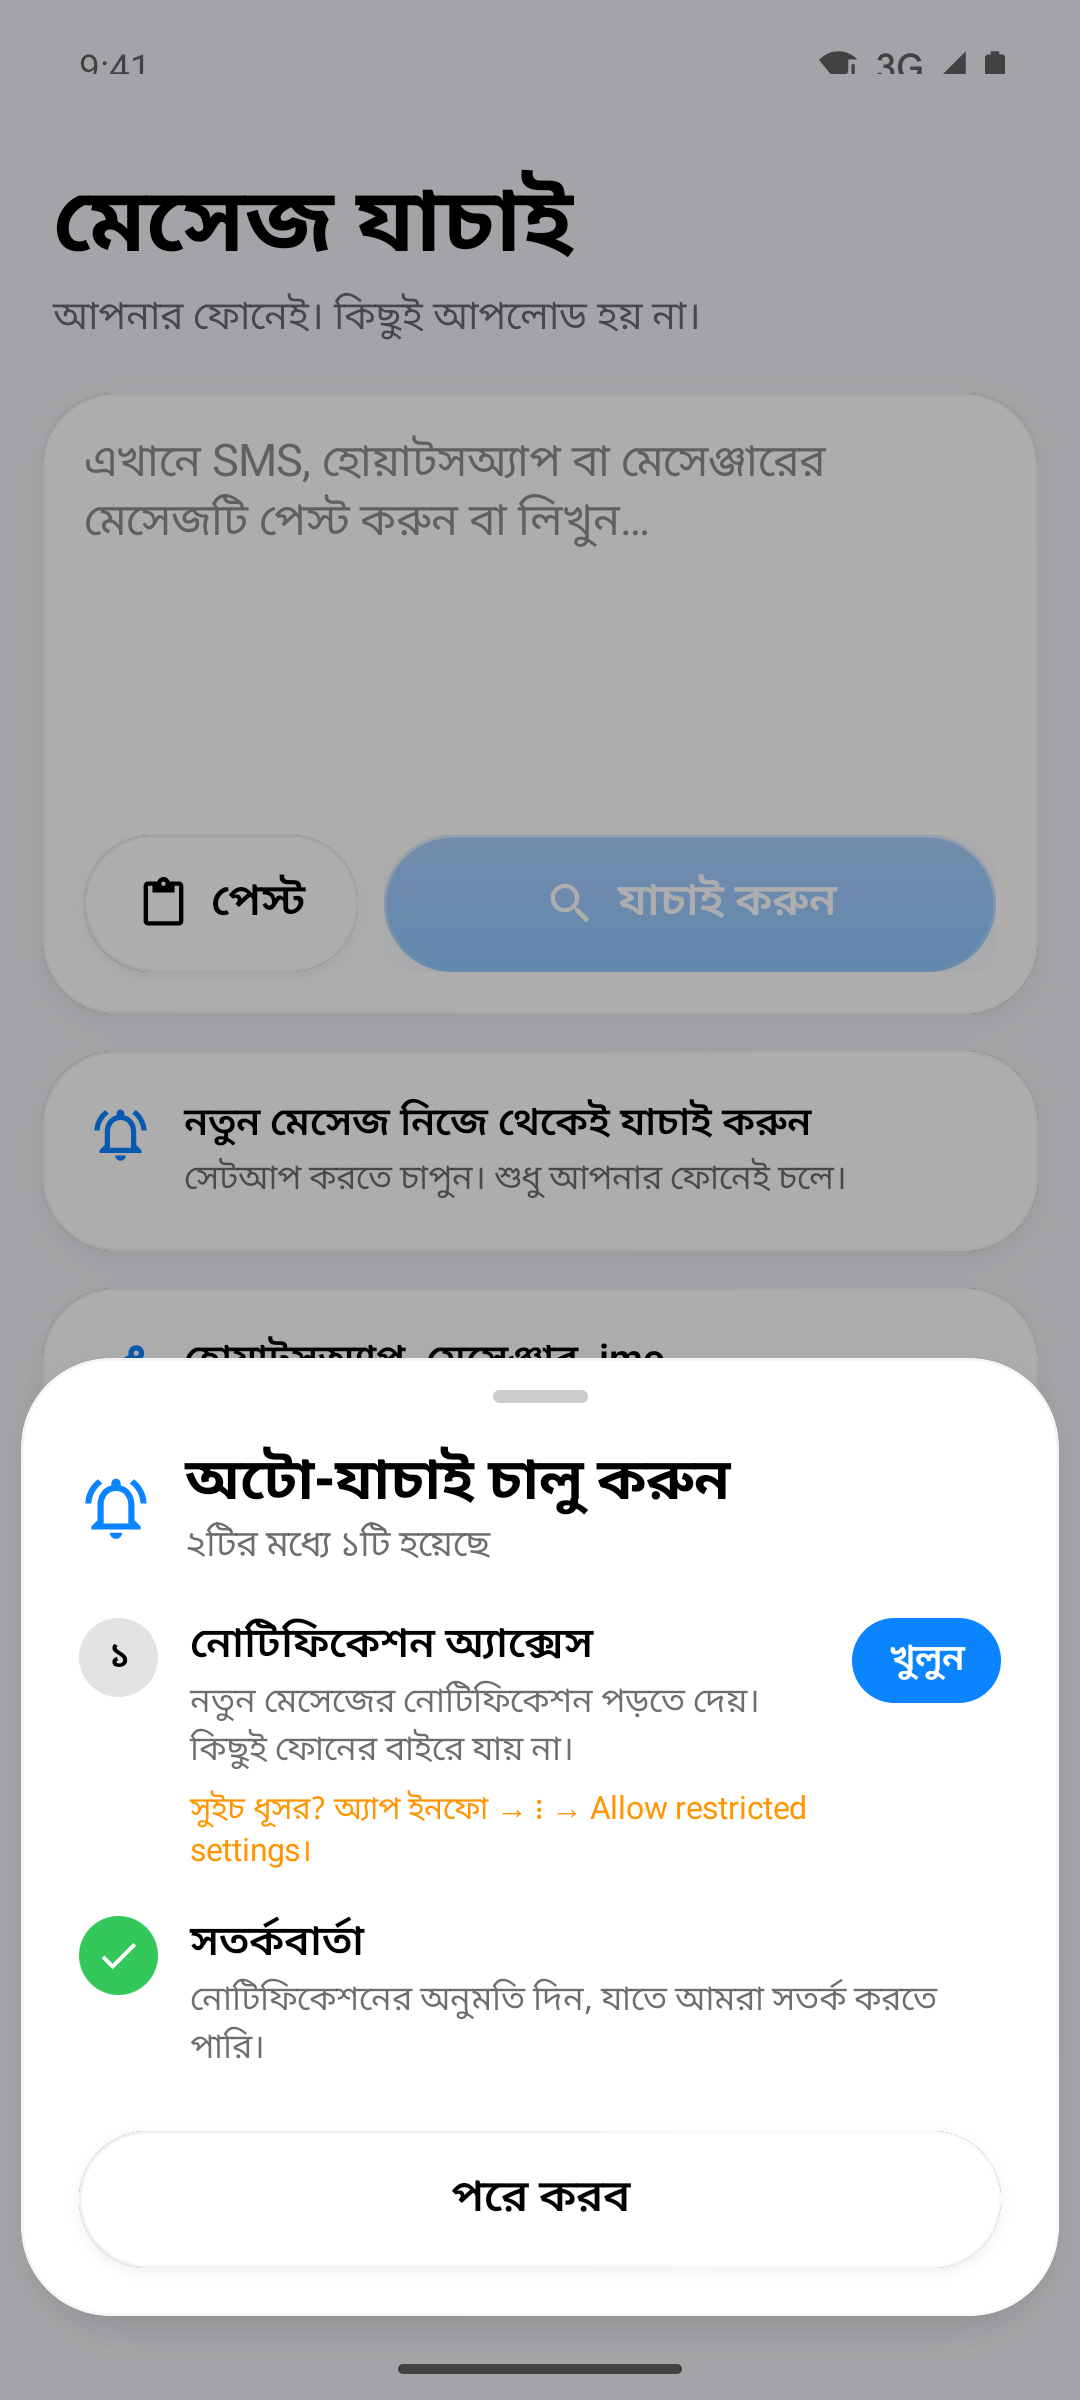 9:41
3G
মেসেজ যাচাই
আপনার ফোনেই। কিছুই আপলোড হয় না।
এখানে SMS, হোয়াটসঅ্যাপ বা মেসেঞ্জারের
মেসেজটি পেস্ট করুন বা লিখুন...
পেস্ট
যাচাই করুন
নতুন মেসেজ নিজে থেকেই যাচাই করুন
সেটআপ করতে চাপুন। শুধু আপনার ফোনেই চলে।
হোয়াটসঅ্যাপ, মেসেঞ্জার, imo
অটো-যাচাই চালু করুন
২টির মধ্যে ১টি হয়েছে
১
নোটিফিকেশন অ্যাক্সেস
খুলুন
নতুন মেসেজের নোটিফিকেশন পড়তে দেয়।
কিছুই ফোনের বাইরে যায় না।
সুইচ ধূসর? অ্যাপ ইনফো → ⋮ → Allow restricted
settings।
সতর্কবার্তা
নোটিফিকেশনের অনুমতি দিন, যাতে আমরা সতর্ক করতে
পারি।
পরে করব